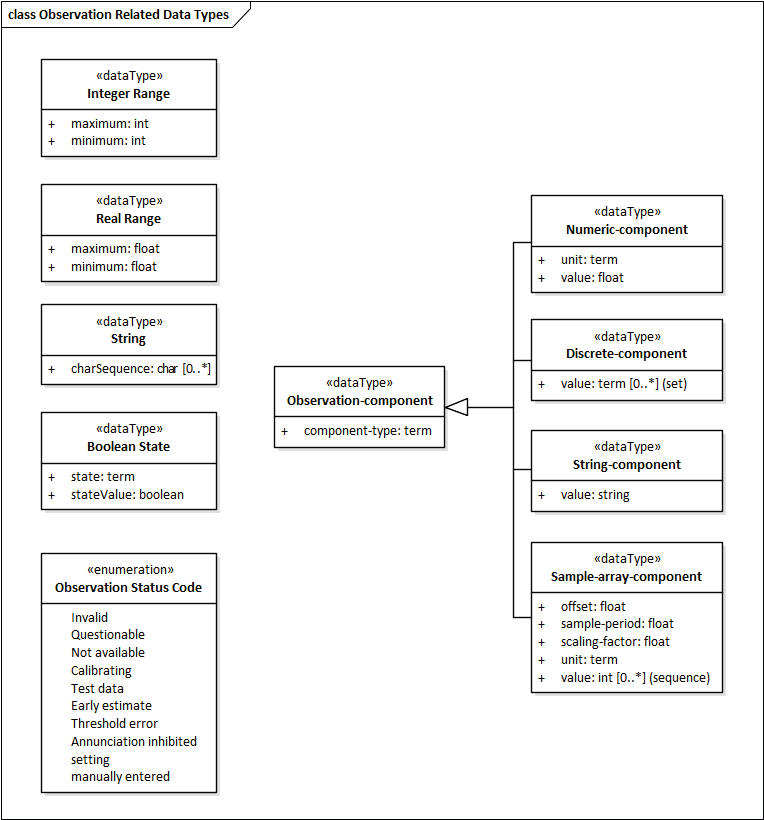 class Observation Related Data Types
«dataType»
Integer Range
+ maximum: int
+ minimum: int
«dataType»
Real Range
+ maximum: float
+ minimum: float
«dataType»
String
+ charSequence: char [0..*]
«dataType»
Boolean State
+ state: term
+ stateValue: boolean
«enumeration»
Observation Status Code
Invalid
Questionable
Not available
Calibrating
Test data
Early estimate
Threshold error
Annunciation inhibited
setting
manually entered
«dataType»
Observation-component
+ component-type: term
«dataType»
Numeric-component
+ unit: term
+ value: float
«dataType»
Discrete-component
+ value: term [0..*] (set)
«dataType»
String-component
+ value: string
«dataType»
Sample-array-component
+ offset: float
+ sample-period: float
+ scaling-factor: float
+ unit: term
+ value: int [0..*] (sequence)